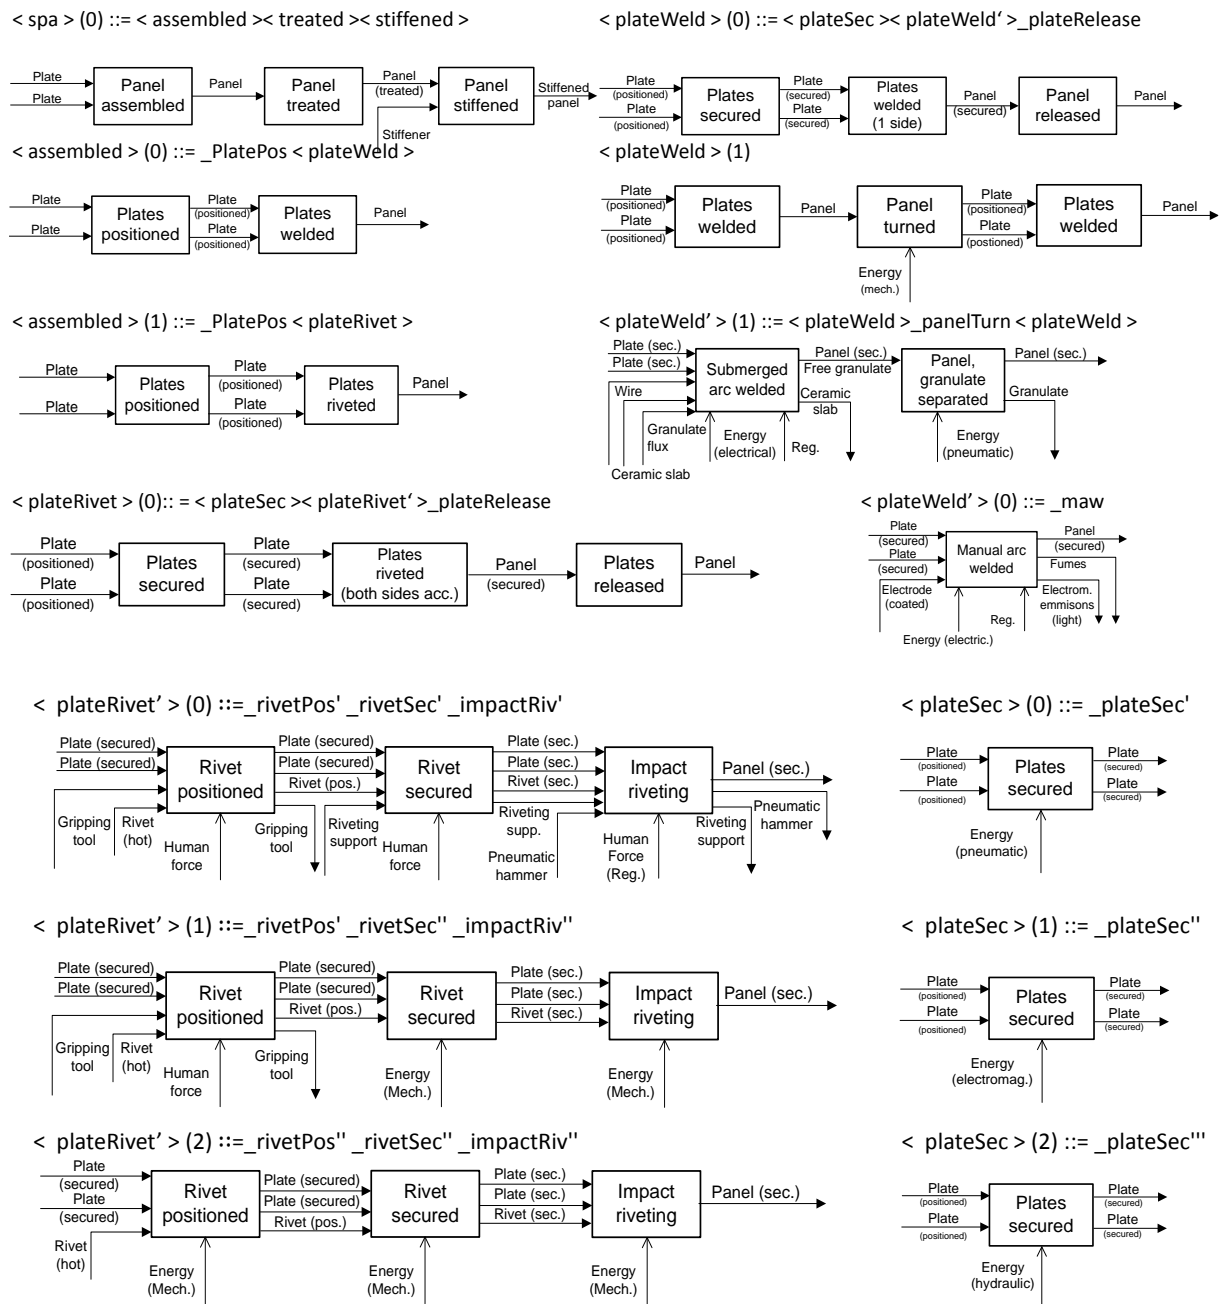 < spa > (0) ::= < assembled >< treated >< stiffened >
Plate
Plate
Panel
assembled
Panel
Panel
treated
Panel
(treated)
Stiffener
Panel
stiffened
Stiffened
panel
< plateWeld > (0) ::= < plateSec >< plateWeld‘ >_plateRelease
Plate
(positioned)
Plate
(positioned)
Plates
secured
Plate
(secured)
Plate
(secured)
Plates
welded
(1 side)
Panel
(secured)
Panel
released
Panel
< assembled > (0) ::= _PlatePos < plateWeld >
Plate
Plate
Plates
positioned
Plate
(positioned)
Plate
(positioned)
Plates
welded
Panel
< plateWeld > (1)
Plate
(positioned)
Plate
(positioned)
Plates
welded
Panel
Panel
turned
Energy
(mech.)
Plate
(positioned)
Plate
(postioned)
Plates
welded
Panel
< assembled > (1) ::= _PlatePos < plateRivet >
Plate
Plate
Plates
positioned
Plate
(positioned)
Plate
(positioned)
Plates
riveted
Panel
< plateWeld’ > (1) ::= < plateWeld >_panelTurn < plateWeld >
Plate (sec.)
Plate (sec.)
Wire
Granulate
flux
Ceramic slab
Submerged
arc welded
Energy
(electrical)
Reg.
Panel (sec.)
Free granulate
Ceramic
slab
Panel,
granulate
separated
Energy
(pneumatic)
Panel (sec.)
Granulate
< plateRivet > (0):: = < plateSec >< plateRivet‘ >_plateRelease
Plate
(positioned)
Plate
(positioned)
Plates
secured
Plate
(secured)
Plate
(secured)
Plates
riveted
(both sides acc.)
Panel
(secured)
Plates
released
Panel
< plateWeld’ > (0) ::= _maw
Plate
(secured)
Plate
(secured)
Electrode
(coated)
Manual arc
welded
Energy (electric.)
Reg.
Panel
(secured)
Fumes
Electrom.
emmisons
(light)
< plateRivet’ > (0) ::=_rivetPos' _rivetSec' _impactRiv'
Plate (secured)
Plate (secured)
Gripping
tool
Rivet
(hot)
Rivet
positioned
Human
force
Plate (secured)
Plate (secured)
Rivet (pos.)
Gripping
tool
Riveting
support
Rivet
secured
Human
force
Plate (sec.)
Plate (sec.)
Rivet (sec.)
Riveting
supp.
Pneumatic
hammer
Impact
riveting
Human
Force
(Reg.)
Panel (sec.)
Riveting
support
Pneumatic
hammer
< plateSec > (0) ::= _plateSec'
Plate
(positioned)
Plate
(positioned)
Plates
secured
Energy
(pneumatic)
Plate
(secured)
Plate
(secured)
< plateRivet’ > (1) ::=_rivetPos' _rivetSec'' _impactRiv''
Plate (secured)
Plate (secured)
Gripping
tool
Rivet
(hot)
Rivet
positioned
Human
force
Plate (secured)
Plate (secured)
Rivet (pos.)
Gripping
tool
Rivet
secured
Energy
(Mech.)
Plate (sec.)
Plate (sec.)
Rivet (sec.)
Impact
riveting
Energy
(Mech.)
Panel (sec.)
< plateSec > (1) ::= _plateSec''
Plate
(positioned)
Plate
(positioned)
Plates
secured
Energy
(electromag.)
Plate
(secured)
Plate
(secured)
< plateRivet’ > (2) ::=_rivetPos'' _rivetSec'' _impactRiv''
Plate
(secured)
Plate
(secured)
Rivet
(hot)
Rivet
positioned
Energy
(Mech.)
Plate (secured)
Plate (secured)
Rivet (pos.)
Rivet
secured
Energy
(Mech.)
Plate (sec.)
Plate (sec.)
Rivet (sec.)
Impact
riveting
Energy
(Mech.)
Panel (sec.)
< plateSec > (2) ::= _plateSec'''
Plate
(positioned)
Plate
(positioned)
Plates
secured
Energy
(hydraulic)
Plate
(secured)
Plate
(secured)